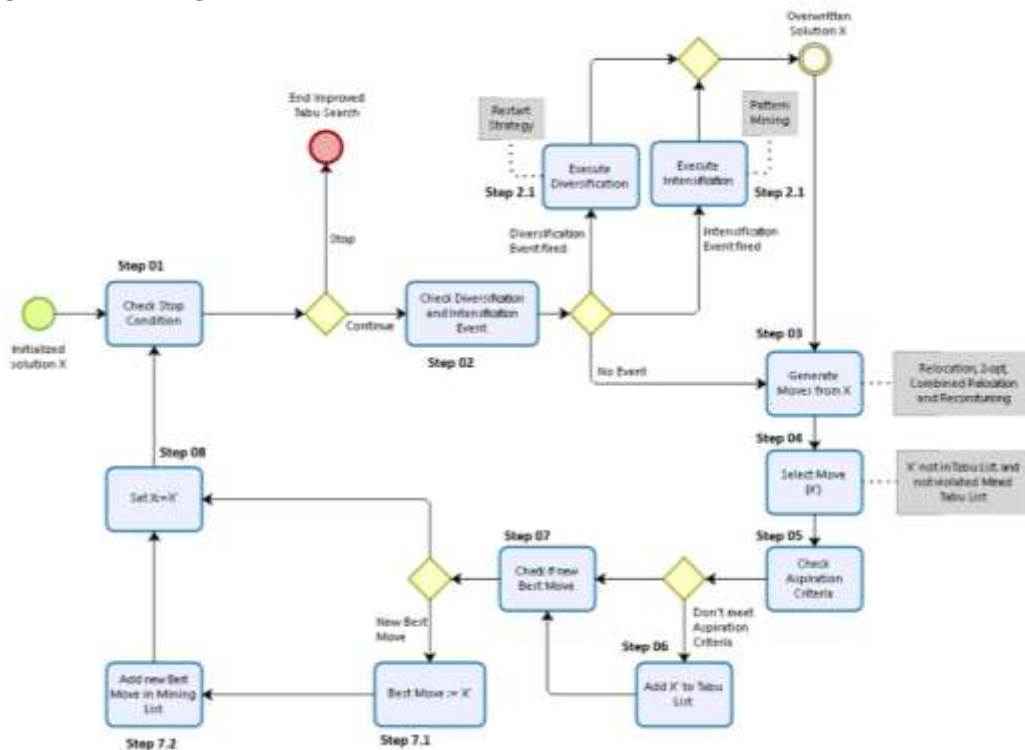 Overwritten
Solution X
End Improved
Tabu Search
Restart
Strategy
Pattern
Mining
Execute
Diversification
Execute
Intensifiation
Step 2.1
Step 2.1
Diversification
Event fired
Intensification
Event fired
Stop
Step 01
Check Stop
Condition
Continue
Check Diversification
and Intensification
Event
Step 02
Initialized
solution X
No Event
Step 03
Generate
Moves from X
Relocation, 2-opt,
Combined Relocation
and
Step 04
Select Move
(X')
X' not in Tabu List, and
not violated Mined
Tabu List
Step 05
Check
Aspiration
Criteria
Step 08
Set X:=X'
Step 07
Check if new
Best Move
Don't meet
Aspiration
Criteria
New Best
Move
Step 06
Add X' to Tabu
List
Best Move := X'
Step 7.1
Add new Best
Move in Mining
List
Step 7.2